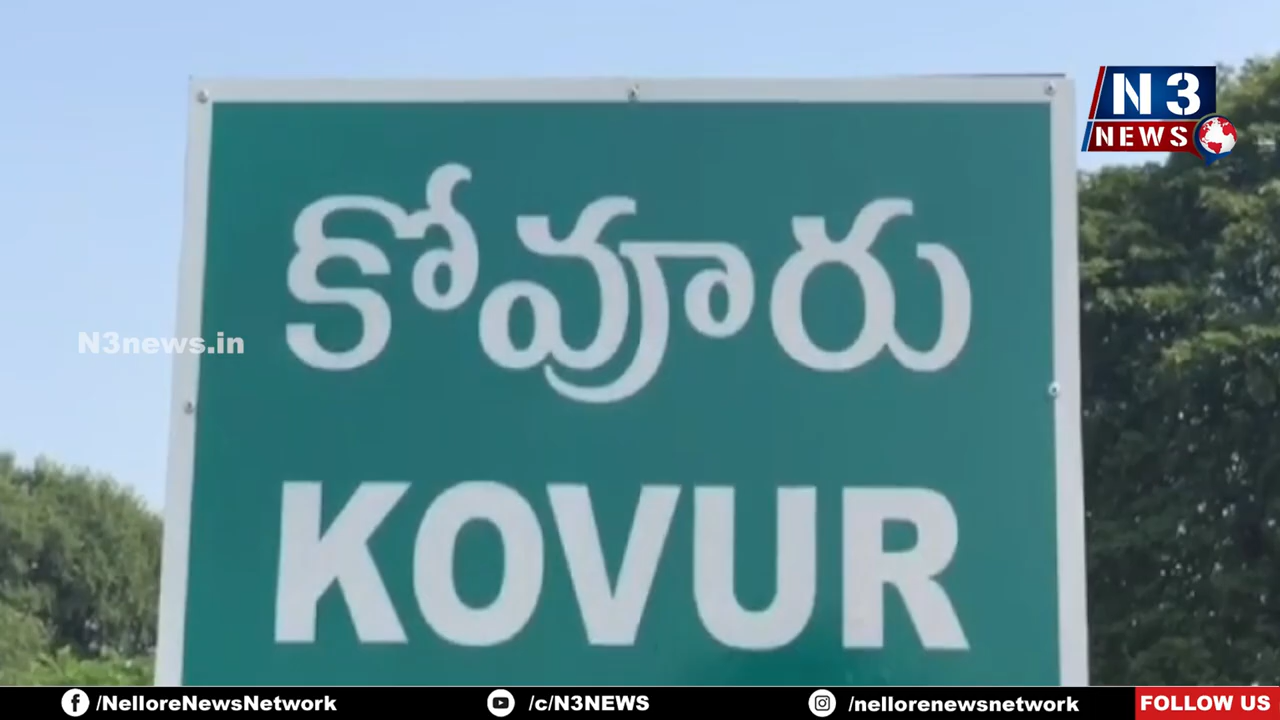 N3
NEWS
కోవూరు
N3news.in
KOVUR
/NelloreNewsNetwork
/c/N3NEWS
/nellorenewsnetwork
FOLLOW US